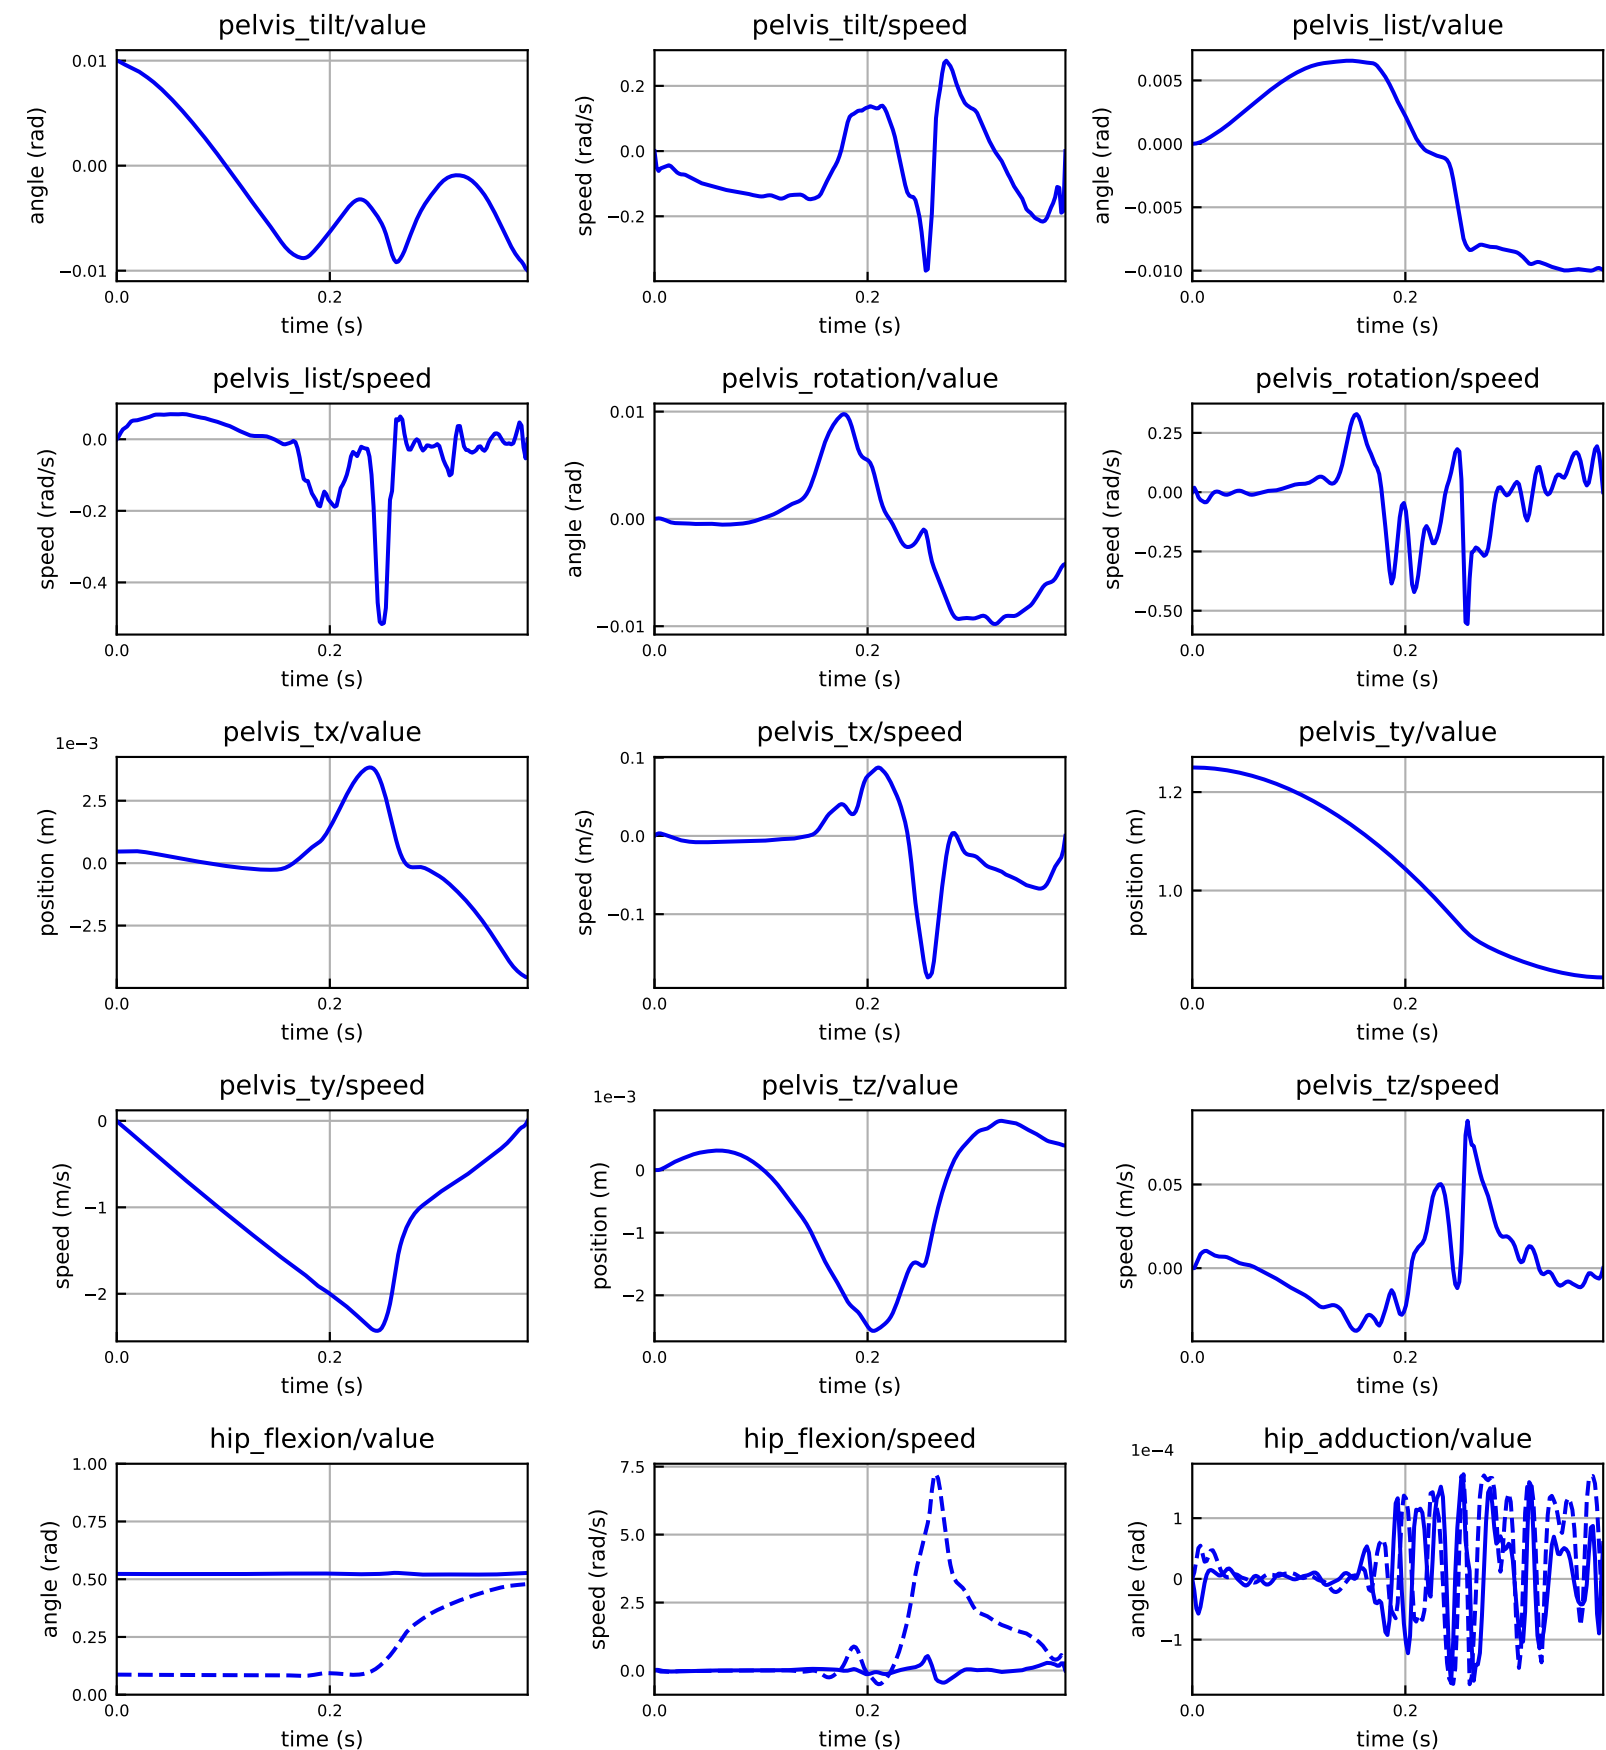 pelvis_tilt/value
pelvis_tilt/speed
pelvis_list/value
angle (rad)
0.01
0.00
−0.01
0.0
0.2
time (s)
speed (rad/s)
0.2
0.0
−0.2
0.0
0.2
time (s)
angle (rad)
0.005
0.000
−0.005
−0.010
0.0
0.2
time (s)
pelvis_list/speed
pelvis_rotation/value
pelvis_rotation/speed
speed (rad/s)
0.0
−0.2
−0.4
0.0
0.2
time (s)
angle (rad)
0.01
0.00
−0.01
0.0
0.2
time (s)
speed (rad/s)
0.25
0.00
−0.25
−0.50
0.0
0.2
time (s)
pelvis_tx/value
pelvis_tx/speed
pelvis_ty/value
1e−3
position (m)
2.5
0.0
−2.5
0.0
0.2
time (s)
speed (m/s)
0.1
0.0
−0.1
0.0
0.2
time (s)
position (m)
1.2
1.0
0.0
0.2
time (s)
pelvis_ty/speed
pelvis_tz/value
pelvis_tz/speed
speed (m/s)
0
−1
−2
0.0
0.2
time (s)
1e−3
position (m)
0
−1
−2
0.0
0.2
time (s)
speed (m/s)
0.05
0.00
0.0
0.2
time (s)
hip_flexion/value
hip_flexion/speed
hip_adduction/value
angle (rad)
1.00
0.75
0.50
0.25
0.00
0.0
0.2
time (s)
speed (rad/s)
7.5
5.0
2.5
0.0
0.0
0.2
time (s)
1e−4
angle (rad)
1
0
−1
0.0
0.2
time (s)